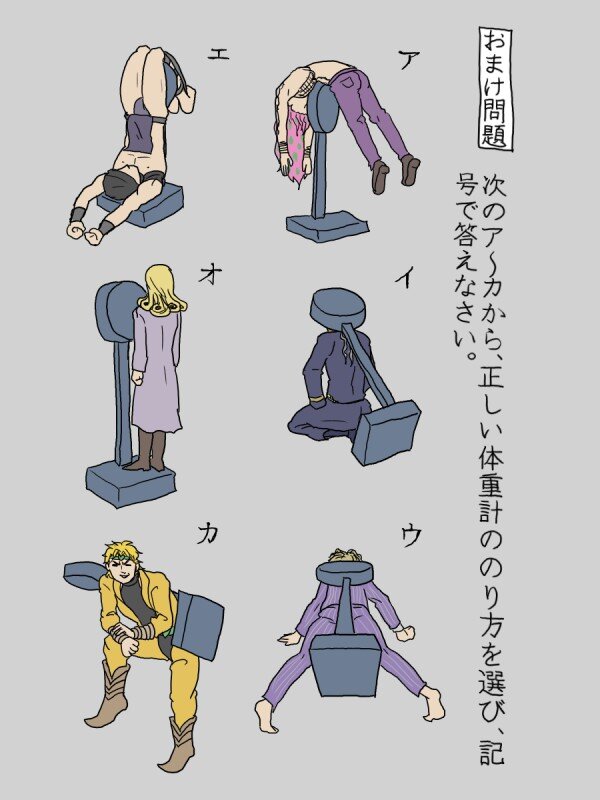 おまけ問題
次のア〜カから、正しい体重計ののり方を選び、記
号で答えなさい。
ア
イ
ウ
エ
オ
カ